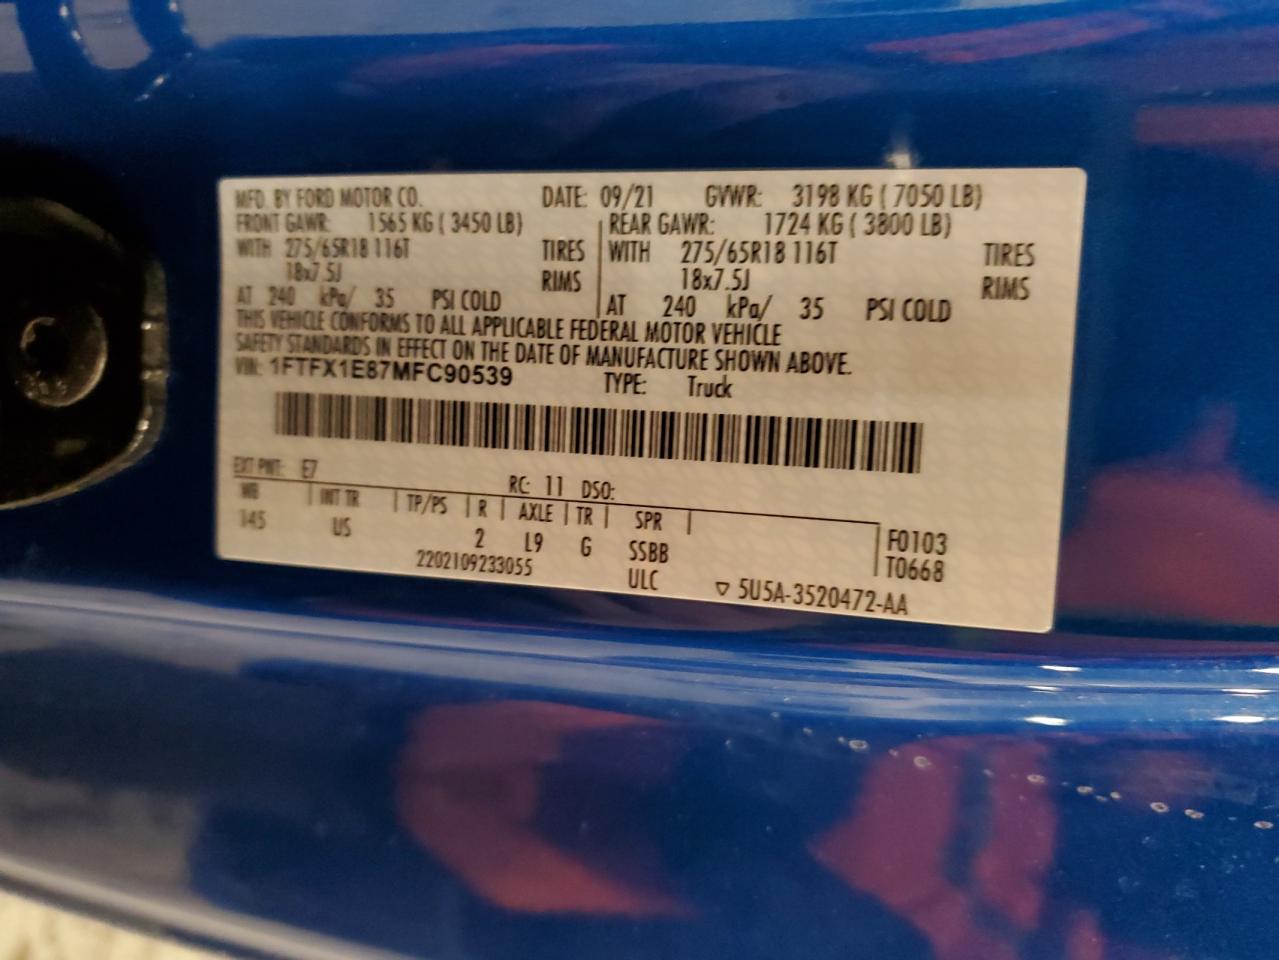 MFD. BY FORD MOTOR CO. DATE: 09/21 GVWR: 3198 KG ( 7050 LB)
FRONT GAWR: 1565 KG ( 3450 LB) REAR GAWR: 1724 KG ( 3800 LB)
WITH 275/65R18 116T TIRES WITH 275/65R18 116T TIRES
18x7.5J RIMS 18x7.5J RIMS
AT 240 kPa/ 35 PSI COLD AT 240 kPa/ 35 PSI COLD
THIS VEHICLE CONFORMS TO ALL APPLICABLE FEDERAL MOTOR VEHICLE
SAFETY STANDARDS IN EFFECT ON THE DATE OF MANUFACTURE SHOWN ABOVE.
VIN: 1FTFX1E87MFC90539 TYPE: Truck
EXT PNT: E7 RC: 11 DSO:
WB INT TR TP/PS R AXLE TR SPR
145 US 2 L9 G SSBB F0103
2202109233055 ULC T0668
▽ 5U5A-3520472-AA